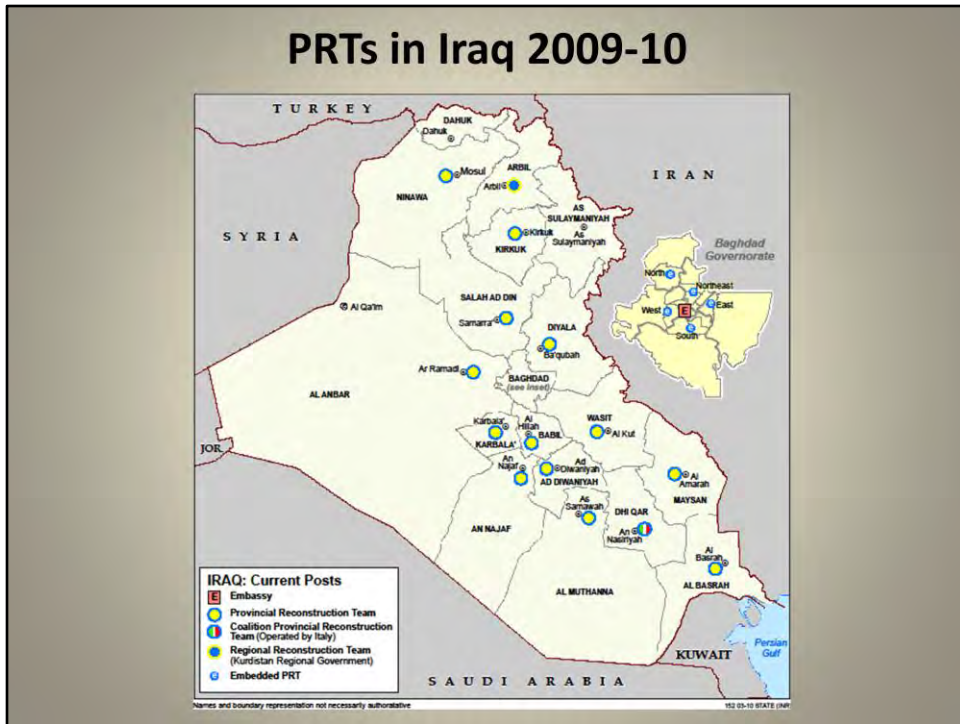 PRTs in Iraq 2009-10
TURKEY
DAHUK
Dahuk
Mosul
ARBIL
Arbil
NINAWA
IRAN
AS
SULAYMANIYAH
As
Sulaymaniyah
Kirkuk
KIRKUK
SYRIA
Baghdad
Governorate
North
Northeast
East
West
E
South
SALAH AD DIN
Al Qa'im
Samarra'
DIYALA
Ba'qubah
Ar Ramadi
BAGHDAD
(see inset)
AL ANBAR
Karbala'
KARBALA'
Al
Hillah
BABIL
WASIT
Al Kut
JOR.
An
Najaf
Ad
Diwaniyah
AD DIWANIYAH
Al
Amarah
MAYSAN
As
Samawah
DHI QAR
An
Nasiriyah
AN NAJAF
Al
Basrah
AL BASRAH
AL MUTHANNA
IRAQ: Current Posts
E Embassy
Provincial Reconstruction Team
Coalition Provincial Reconstruction
Team (Operated by Italy)
Regional Reconstruction Team
(Kurdistan Regional Government)
e Embedded PRT
KUWAIT
Persian
Gulf
SAUDI ARABIA
Names and boundary representation not necessarily authoritative
152 03-10 STATE (INR)